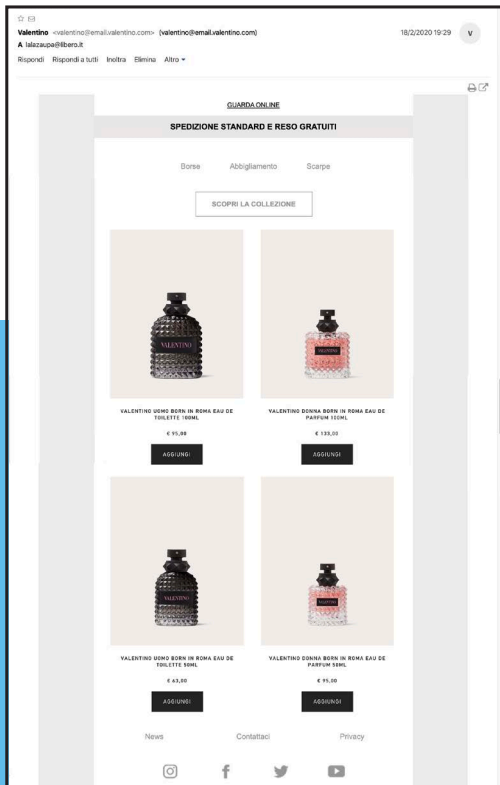 Valentino <valentino@email.valentino.com> (valentino@email.valentino.com)
18/2/2020 19:29
V
A lalazaupa@libero.it
Rispondi Rispondi a tutti Inoltra Elimina Altro
GUARDA ONLINE
SPEDIZIONE STANDARD E RESO GRATUITI
Borse Abbigliamento Scarpe
SCOPRI LA COLLEZIONE
VALENTINO
VALENTINO
VALENTINO UOMO BORN IN ROMA EAU DE
TOILETTE 100ML
€ 95,00
AGGIUNGI
VALENTINO DONNA BORN IN ROMA EAU DE
PARFUM 100ML
€ 133,00
AGGIUNGI
VALENTINO
VALENTINO
VALENTINO UOMO BORN IN ROMA EAU DE
TOILETTE 50ML
€ 63,00
AGGIUNGI
VALENTINO DONNA BORN IN ROMA EAU DE
PARFUM 50ML
€ 95,00
AGGIUNGI
News Contattaci Privacy